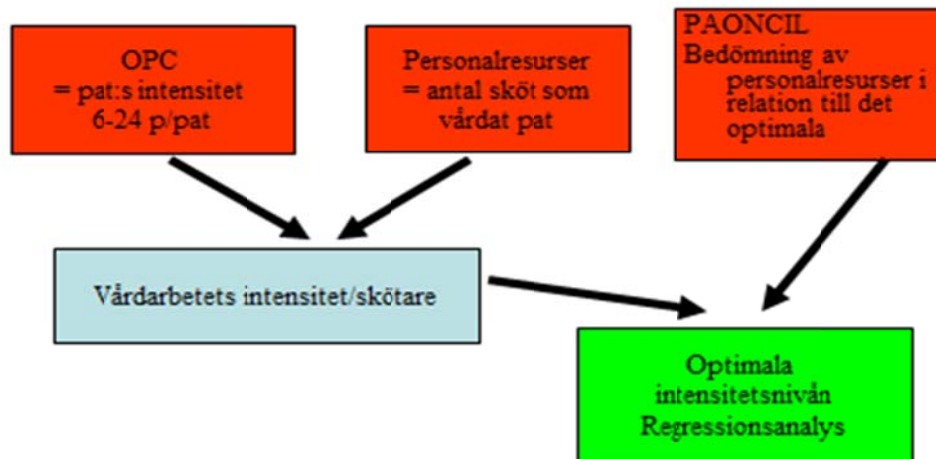 OPC
= pat:s intensitet
6-24 p/pat
Personalresurser
= antal sköt som
vårdat pat
PAONCIL
Bedömning av
personalresurser i
relation till det
optimala
Vårdarbetets intensitet/skötare
Optimala
intensitetsnivån
Regressionsanalys